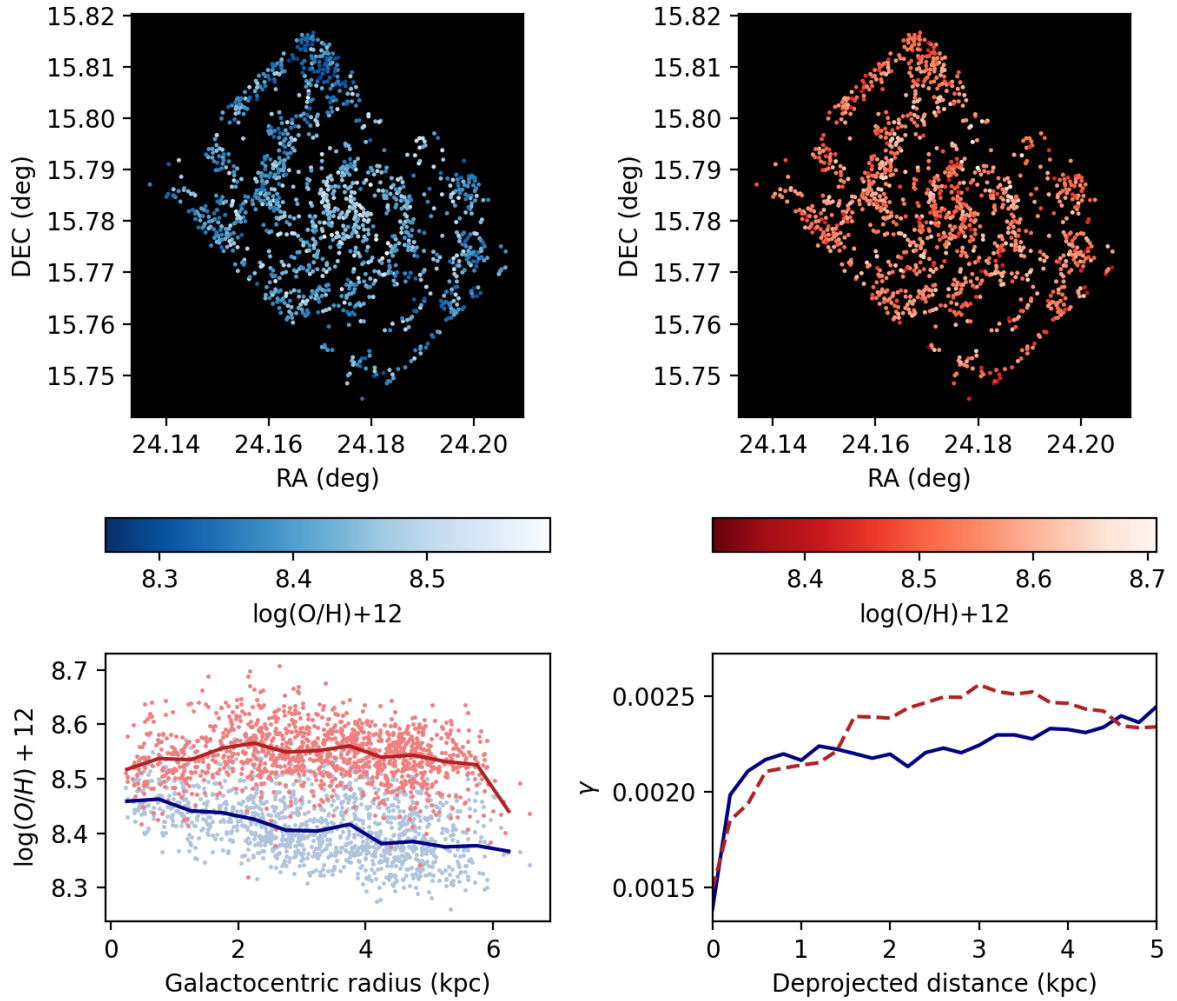 15.82
15.81
15.80
15.79
15.78
15.77
15.76
15.75
DEC (deg)
24.14 24.16 24.18 24.20
RA (deg)
15.82
15.81
15.80
15.79
15.78
15.77
15.76
15.75
DEC (deg)
24.14 24.16 24.18 24.20
RA (deg)
8.3 8.4 8.5
log(O/H)+12
8.4 8.5 8.6 8.7
log(O/H)+12
8.7
8.6
8.5
8.4
8.3
log(O/H) + 12
0 2 4 6
Galactocentric radius (kpc)
0.0025
0.0020
0.0015
γ
0 1 2 3 4 5
Deprojected distance (kpc)